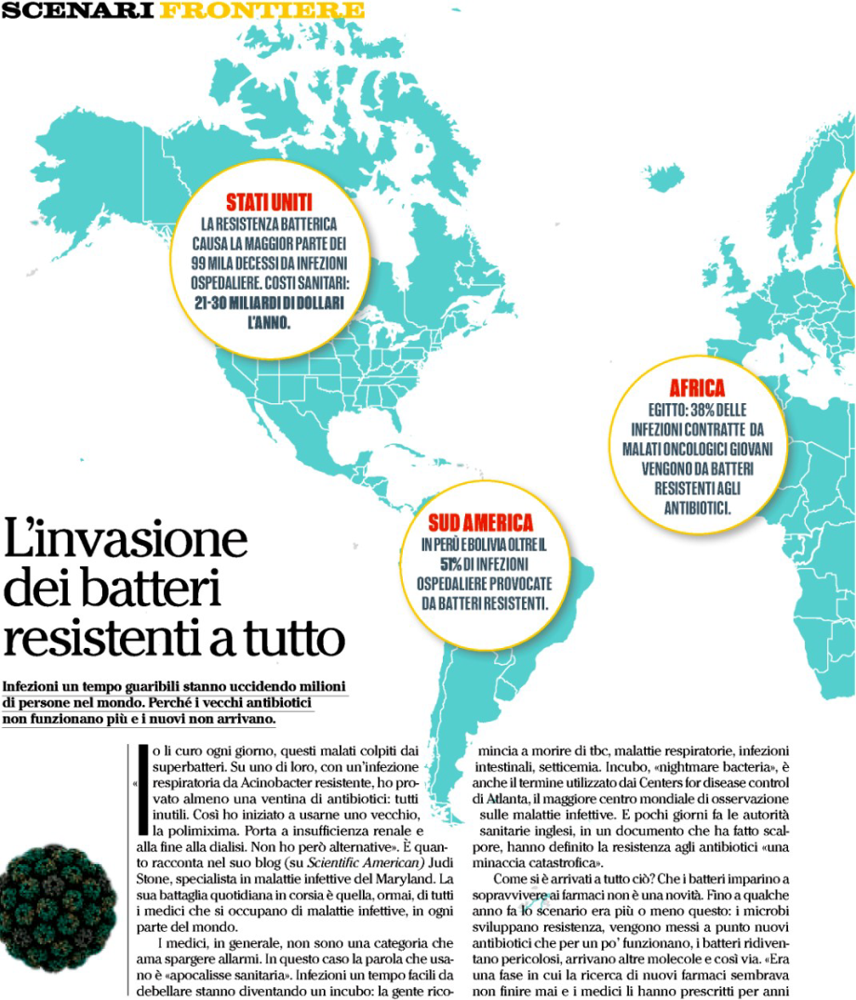 SCENARI FRONTIERE
STATI UNITI
LA RESISTENZA BATTERICA
CAUSA LA MAGGIOR PARTE DEI
99 MILA DECESSI DA INFEZIONI
OSPEDALIERE. COSTI SANITARI:
21-30 MILIARDI DI DOLLARI
L'ANNO.
AFRICA
EGITTO: 38% DELLE
INFEZIONI CONTRATTE DA
MALATI ONCOLOGICI GIOVANI
VENGONO DA BATTERI
RESISTENTI AGLI
ANTIBIOTICI.
SUD AMERICA
IN PERÙ E BOLIVIA OLTRE IL
51% DI INFEZIONI
OSPEDALIERE PROVOCATE
DA BATTERI RESISTENTI.
L'invasione
dei batteri
resistenti a tutto
Infezioni un tempo guaribili stanno uccidendo milioni
di persone nel mondo. Perché i vecchi antibiotici
non funzionano più e i nuovi non arrivano.
«Io li curo ogni giorno, questi malati colpiti dai
superbatteri. Su uno di loro, con un'infezione
respiratoria da Acinobacter resistente, ho pro-
vato almeno una ventina di antibiotici: tutti
inutili. Così ho iniziato a usarne uno vecchio,
la polimixima. Porta a insufficienza renale e
alla fine alla dialisi. Non ho però alternative». È quan-
to racconta nel suo blog (su Scientific American) Judi
Stone, specialista in malattie infettive del Maryland. La
sua battaglia quotidiana in corsia è quella, ormai, di tutti
i medici che si occupano di malattie infettive, in ogni
parte del mondo.
I medici, in generale, non sono una categoria che
ama spargere allarmi. In questo caso la parola che usa-
no è «apocalisse sanitaria». Infezioni un tempo facili da
debellare stanno diventando un incubo: la gente rico-
mincia a morire di tbc, malattie respiratorie, infezioni
intestinali, setticemia. Incubo, «nightmare bacteria», è
anche il termine utilizzato dai Centers for disease control
di Atlanta, il maggiore centro mondiale di osservazione
sulle malattie infettive. E pochi giorni fa le autorità
sanitarie inglesi, in un documento che ha fatto scal-
pore, hanno definito la resistenza agli antibiotici «una
minaccia catastrofica».
Come si è arrivati a tutto ciò? Che i batteri imparino a
sopravvivere ai farmaci non è una novità. Fino a qualche
anno fa lo scenario era più o meno questo: i microbi
sviluppano resistenza, vengono messi a punto nuovi
antibiotici che per un po' funzionano, i batteri ridiven-
tano pericolosi, arrivano altre molecole e così via. «Era
una fase in cui la ricerca di nuovi farmaci sembrava
non finire mai e i medici li hanno prescritti per anni